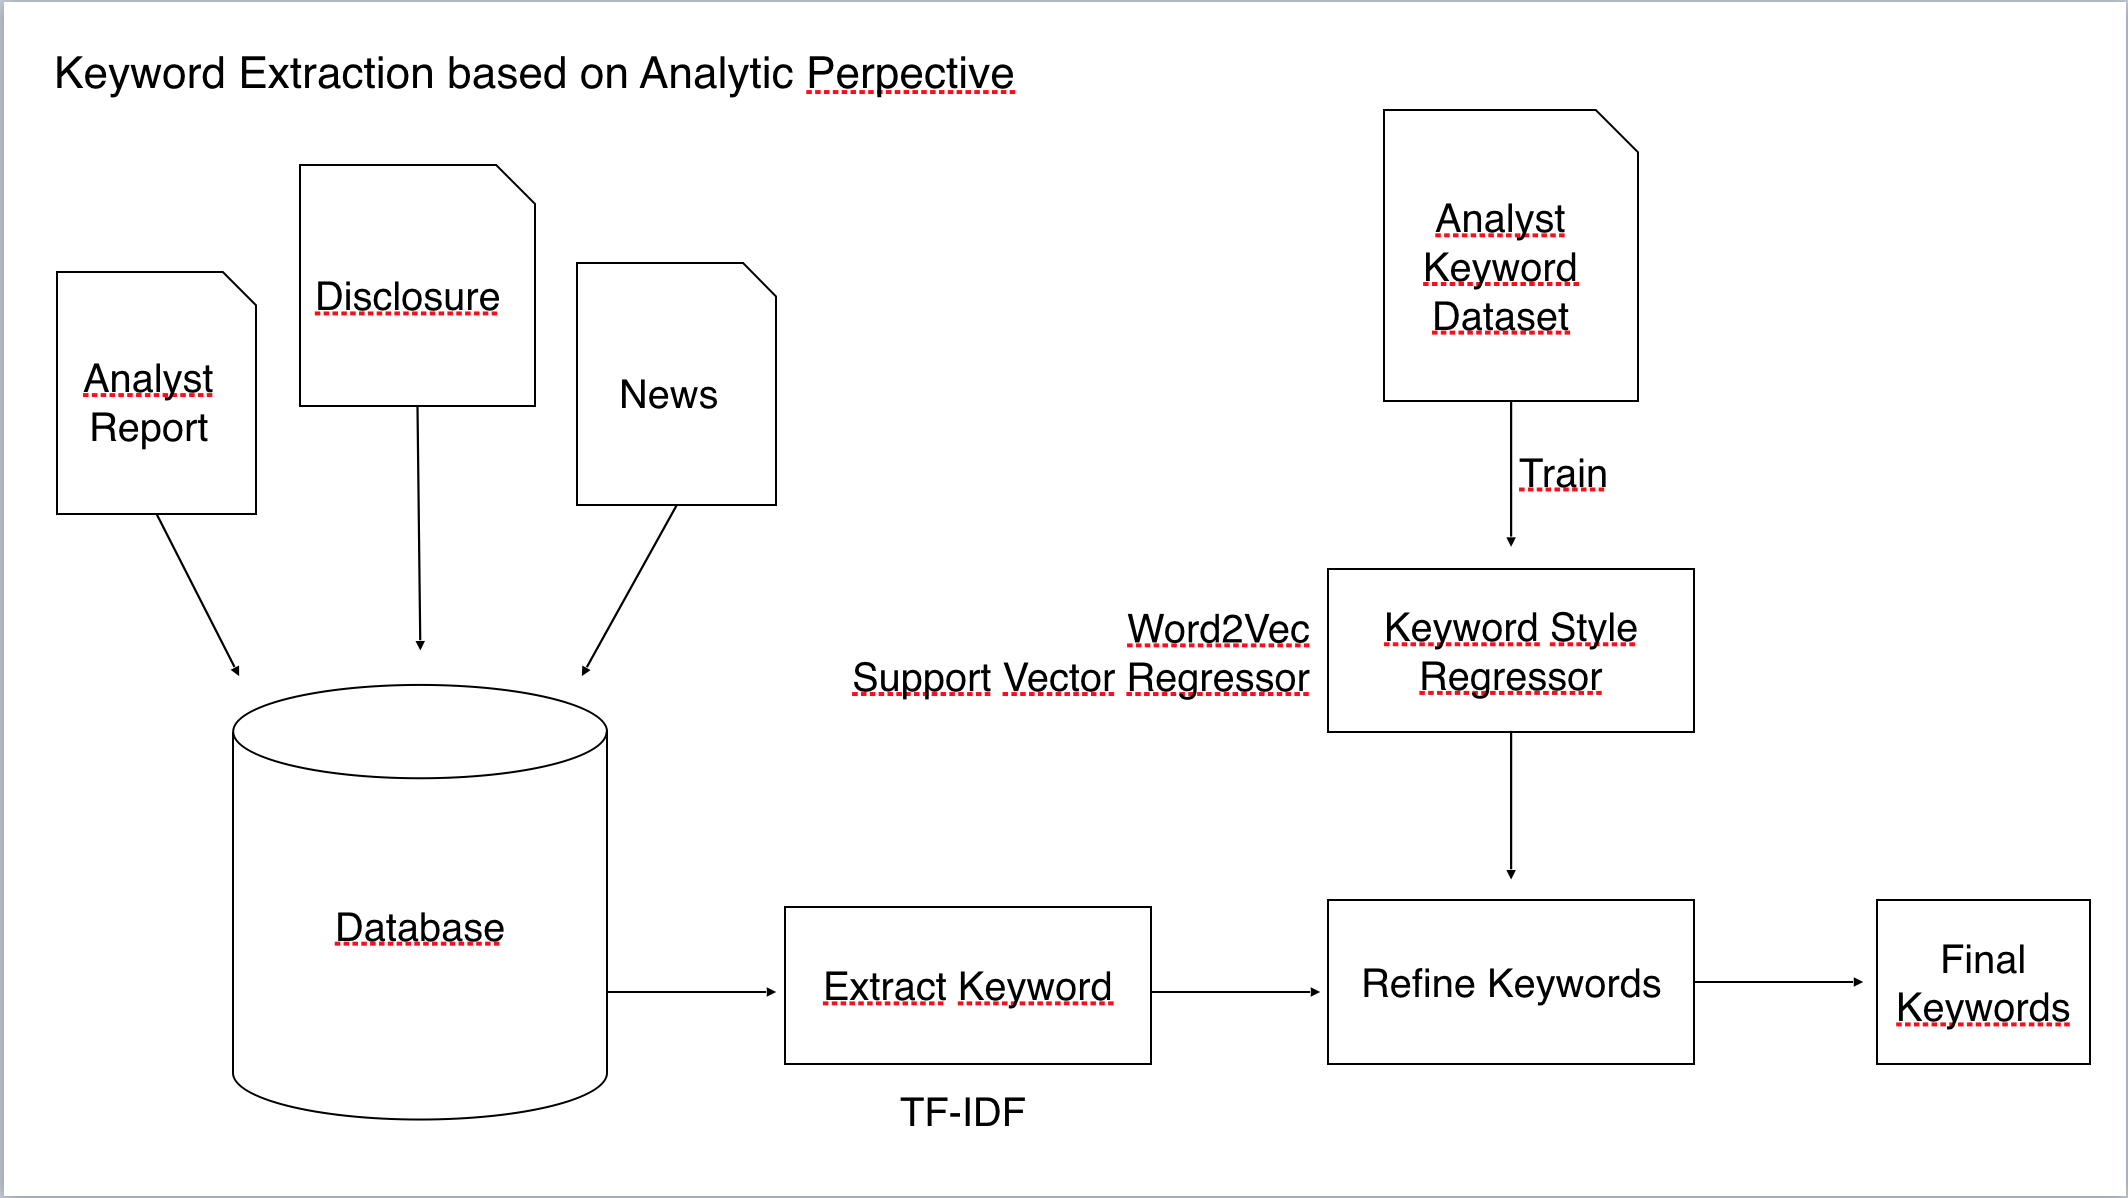 Keyword Extraction based on Analytic Perpective
Analyst
Report
Disclosure
News
Database
Extract Keyword
TF-IDF
Analyst
Keyword
Dataset
Train
Word2Vec
Support Vector Regressor
Keyword Style
Regressor
Refine Keywords
Final
Keywords